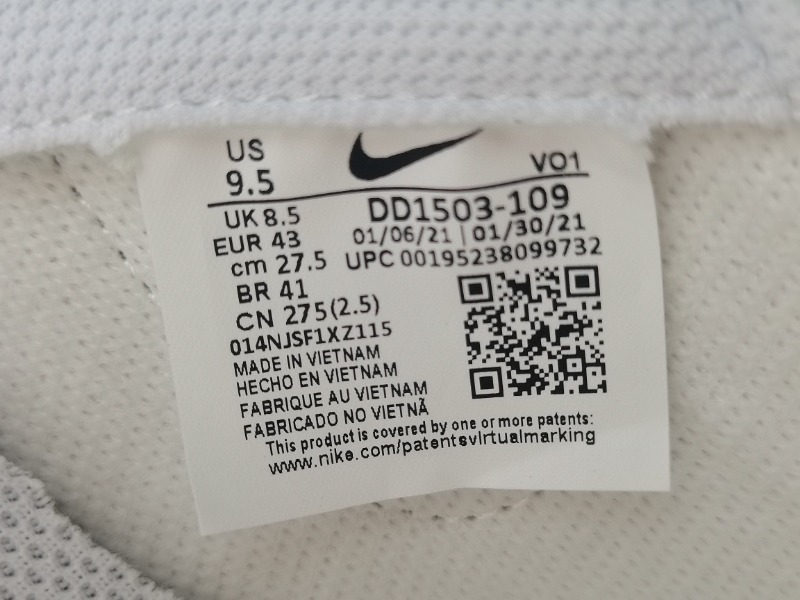 US
9.5
VO1
UK 8.5
DD1503-109
EUR 43
01/06/21 | 01/30/21
cm 27.5
UPC 00195238099732
BR 41
CN 275(2.5)
014NJSF1XZ115
MADE IN VIETNAM
HECHO EN VIETNAM
FABRIQUE AU VIETNAM
FABRICADO NO VIETNÃ
This product is covered by one or more patents:
www.nike.com/patentsvirtualmarking